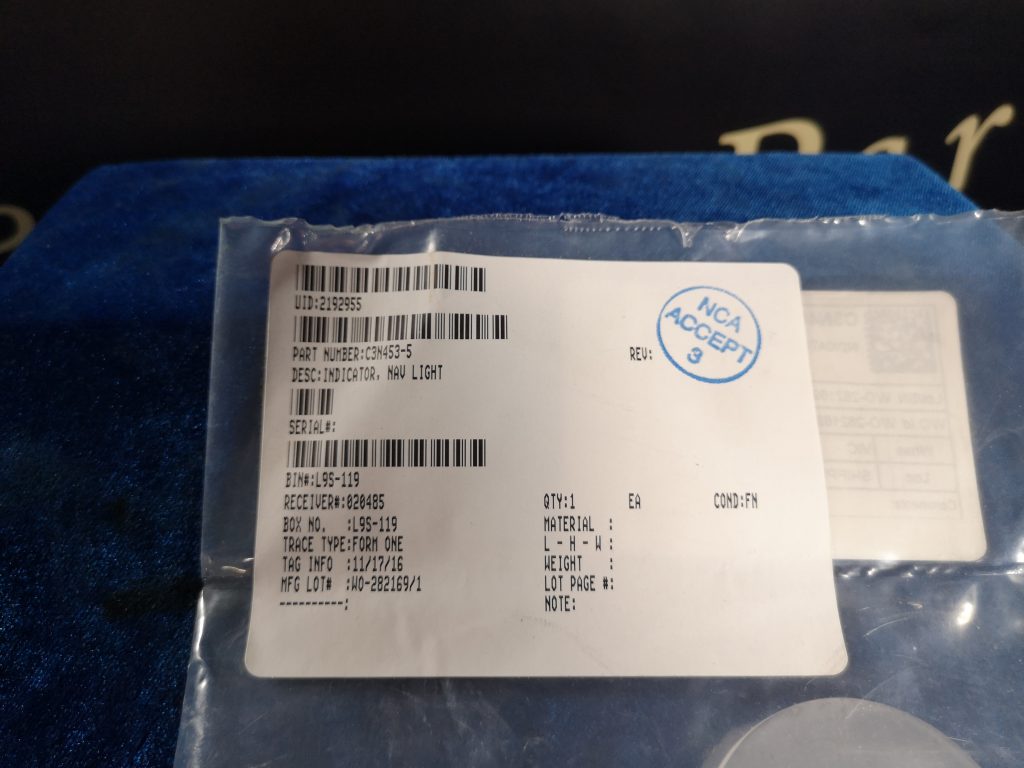 Par
UID:2192955
PART NUMBER:C3N453-5
REV:
NCA
ACCEPT
3
DESC:INDICATOR, NAV LIGHT
SERIAL#:
BIN#:L9S-119
RECEIVER#:020485 QTY:1 EA COND:FN
BOX NO. :L9S-119 MATERIAL :
TRACE TYPE:FORM ONE L - H - W :
TAG INFO :11/17/16 WEIGHT :
MFG LOT# :WO-282169/1 LOT PAGE #:
----------: NOTE: